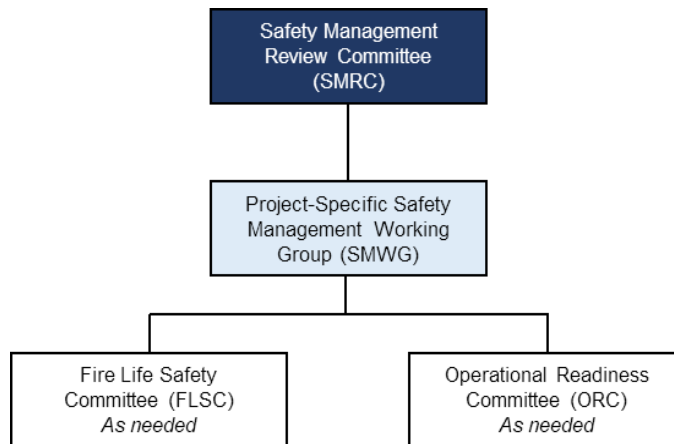 Safety Management
Review Committee
(SMRC)
Project-Specific Safety
Management Working
Group (SMWG)
Fire Life Safety
Committee (FLSC)
As needed
Operational Readiness
Committee (ORC)
As needed